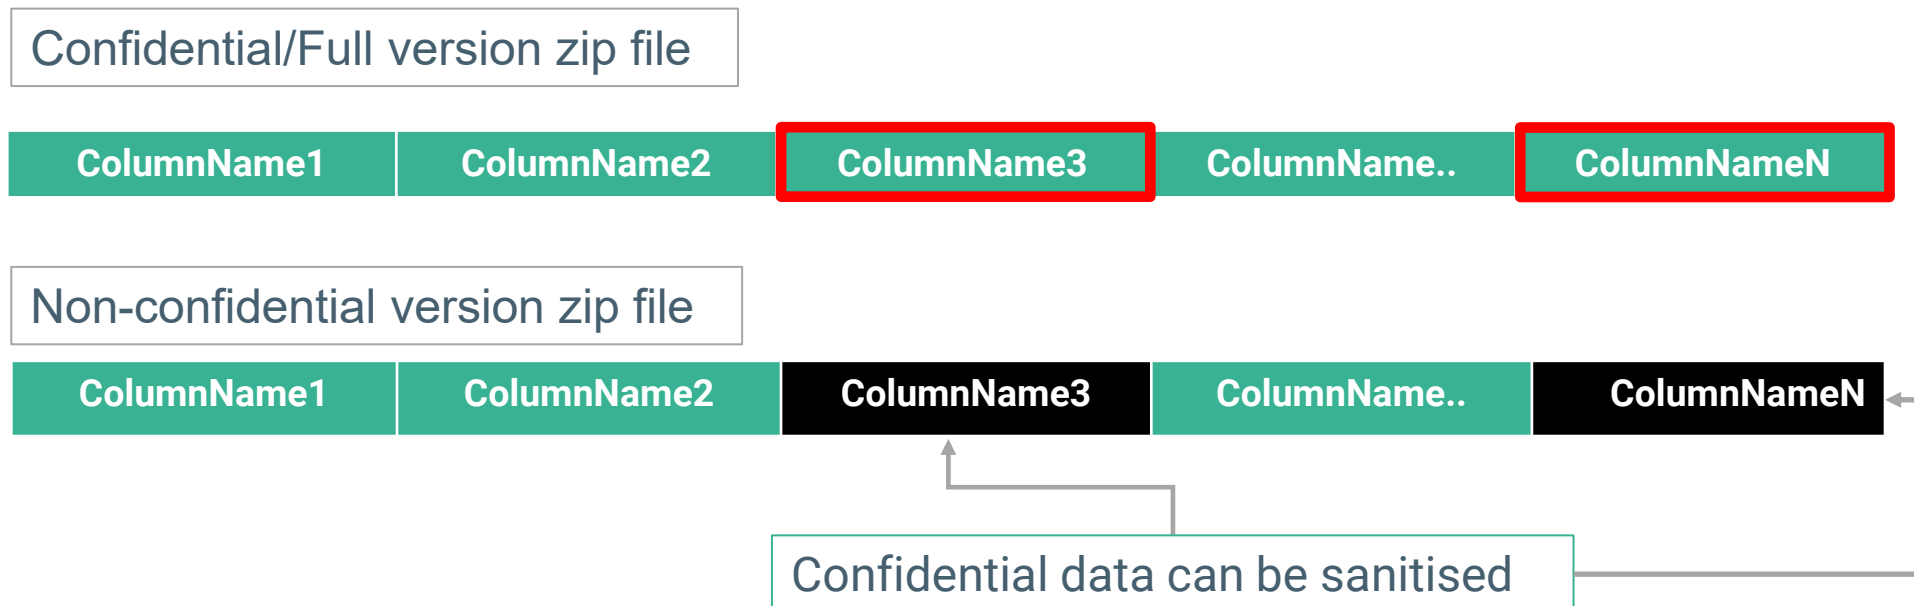 Confidential/Full version zip file
ColumnName1 ColumnName2 ColumnName3 ColumnName.. ColumnNameN
Non-confidential version zip file
ColumnName1 ColumnName2 ColumnName3 ColumnName.. ColumnNameN
Confidential data can be sanitised